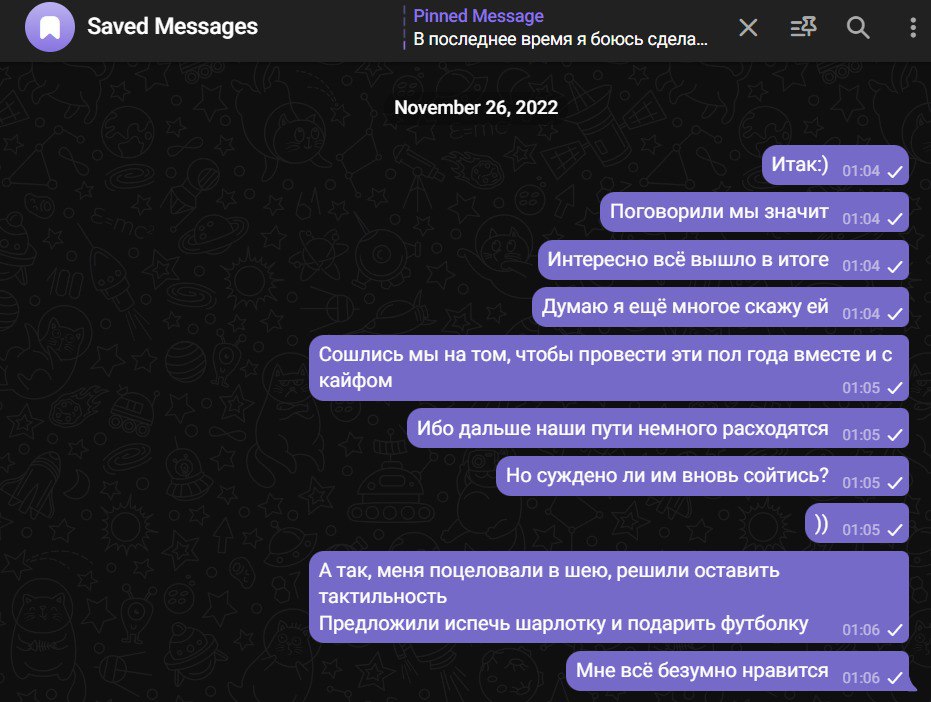 Saved Messages
Pinned Message
В последнее время я боюсь сдела...
November 26, 2022
Итак:) 01:04
Поговорили мы значит 01:04
Интересно всё вышло в итоге 01:04
Думаю я ещё многое скажу ей 01:04
Сошлись мы на том, чтобы провести эти пол года вместе и с
кайфом 01:05
Ибо дальше наши пути немного расходятся 01:05
Но суждено ли им вновь сойтись? 01:05
)) 01:05
А так, меня поцеловали в шею, решили оставить
тактильность
Предложили испечь шарлотку и подарить футболку 01:06
Мне всё безумно нравится 01:06